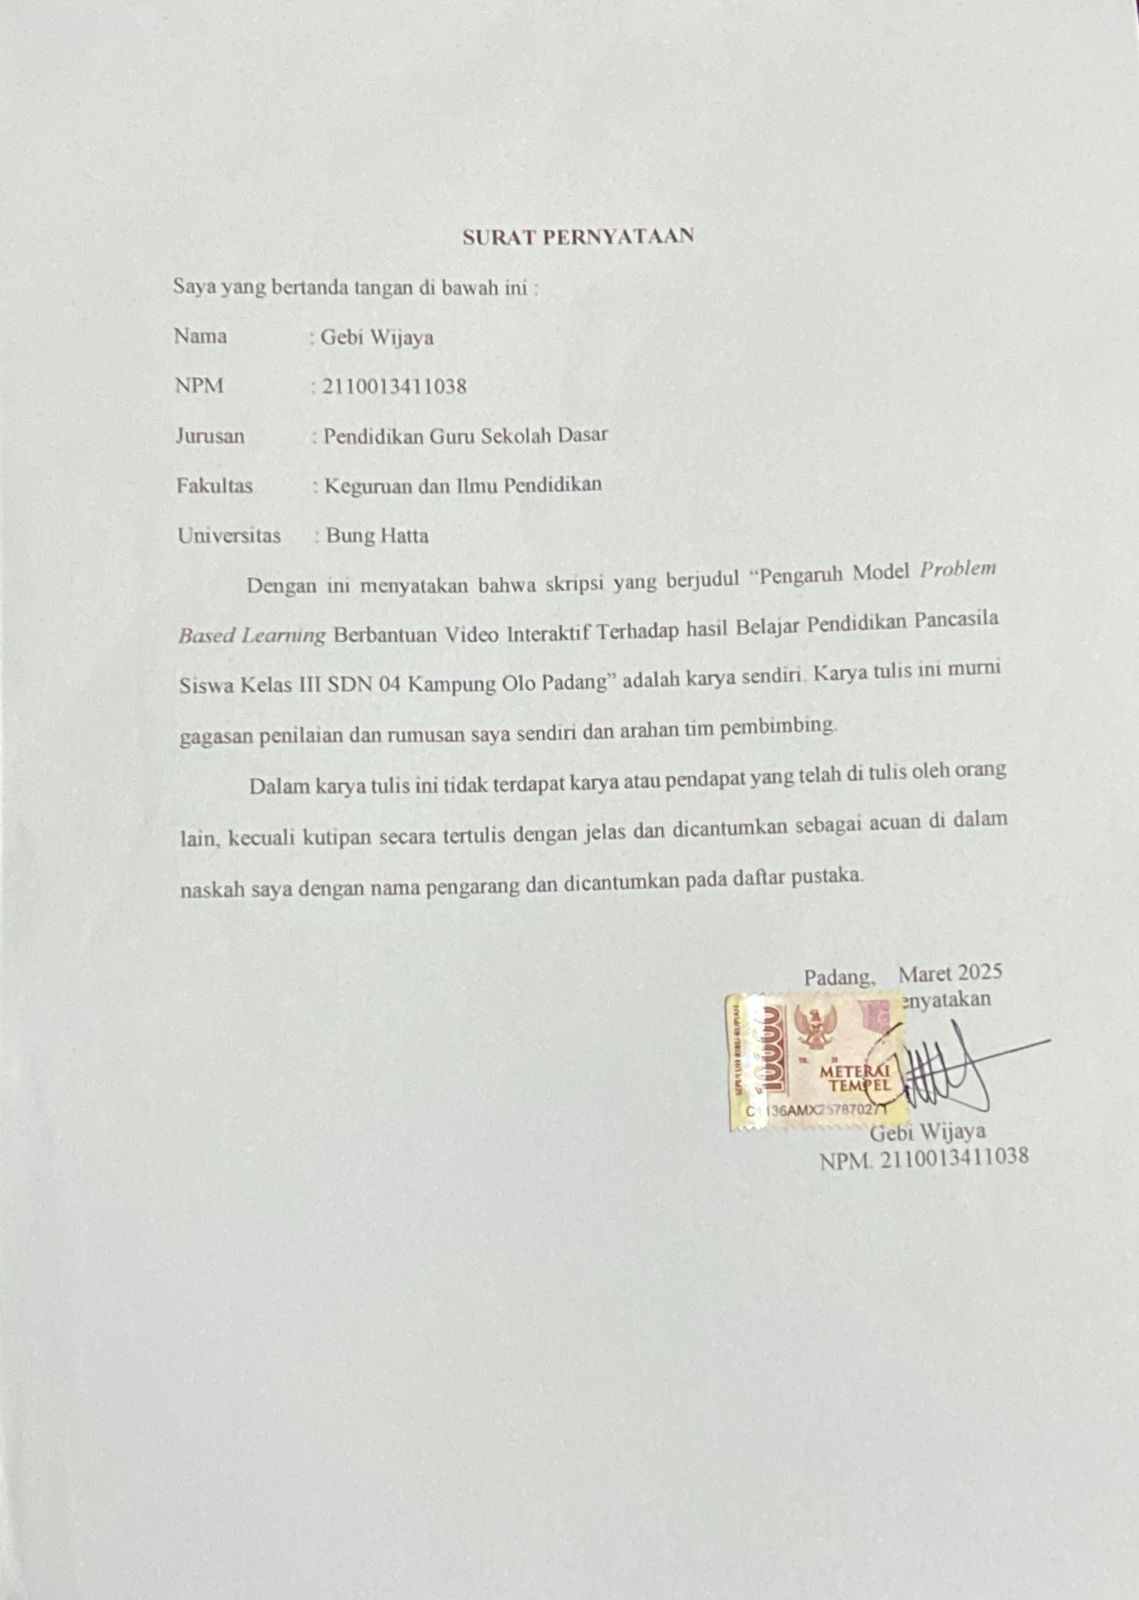 SURAT PERNYATAAN
Saya yang bertanda tangan di bawah ini :
Nama : Gebi Wijaya
NPM : 2110013411038
Jurusan : Pendidikan Guru Sekolah Dasar
Fakultas : Keguruan dan Ilmu Pendidikan
Universitas : Bung Hatta
Dengan ini menyatakan bahwa skripsi yang berjudul “Pengaruh Model Problem
Based Learning Berbantuan Video Interaktif Terhadap hasil Belajar Pendidikan Pancasila
Siswa Kelas III SDN 04 Kampung Olo Padang” adalah karya sendiri. Karya tulis ini murni
gagasan penilaian dan rumusan saya sendiri dan arahan tim pembimbing.
Dalam karya tulis ini tidak terdapat karya atau pendapat yang telah di tulis oleh orang
lain, kecuali kutipan secara tertulis dengan jelas dan dicantumkan sebagai acuan di dalam
naskah saya dengan nama pengarang dan dicantumkan pada daftar pustaka.
Padang, Maret 2025
enyatakan
SEPULUH RIBU RUPIAH
10000
METERAI
TEMPEL
Gebi Wijaya
NPM. 2110013411038